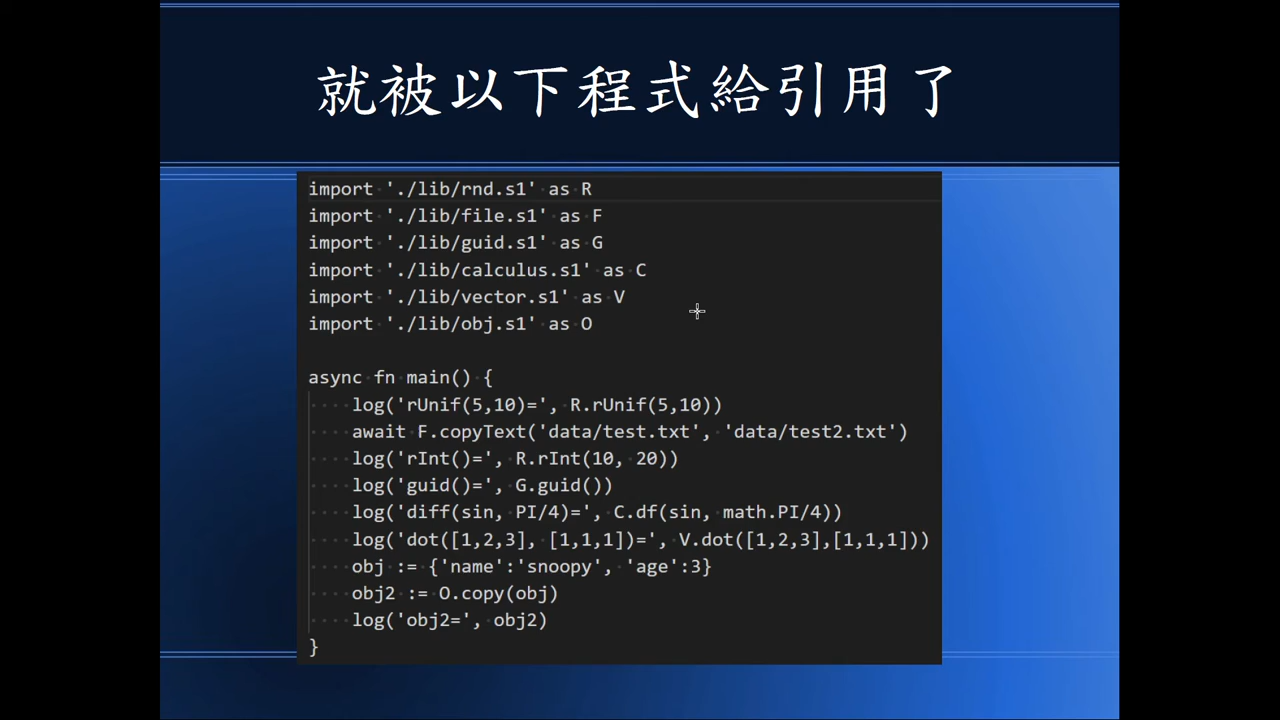 就被以下程式給引用了
import './lib/rnd.s1' as R
import './lib/file.s1' as F
import './lib/guid.s1' as G
import './lib/calculus.s1' as C
import './lib/vector.s1' as V
import './lib/obj.s1' as O
async fn main() {
    log('rUnif(5,10)=', R.rUnif(5,10))
    await F.copyText('data/test.txt', 'data/test2.txt')
    log('rInt()=', R.rInt(10, 20))
    log('guid()=', G.guid())
    log('diff(sin, PI/4)=', C.df(sin, math.PI/4))
    log('dot([1,2,3], [1,1,1])=', V.dot([1,2,3],[1,1,1]))
    obj := {'name':'snoopy', 'age':3}
    obj2 := O.copy(obj)
    log('obj2=', obj2)
}